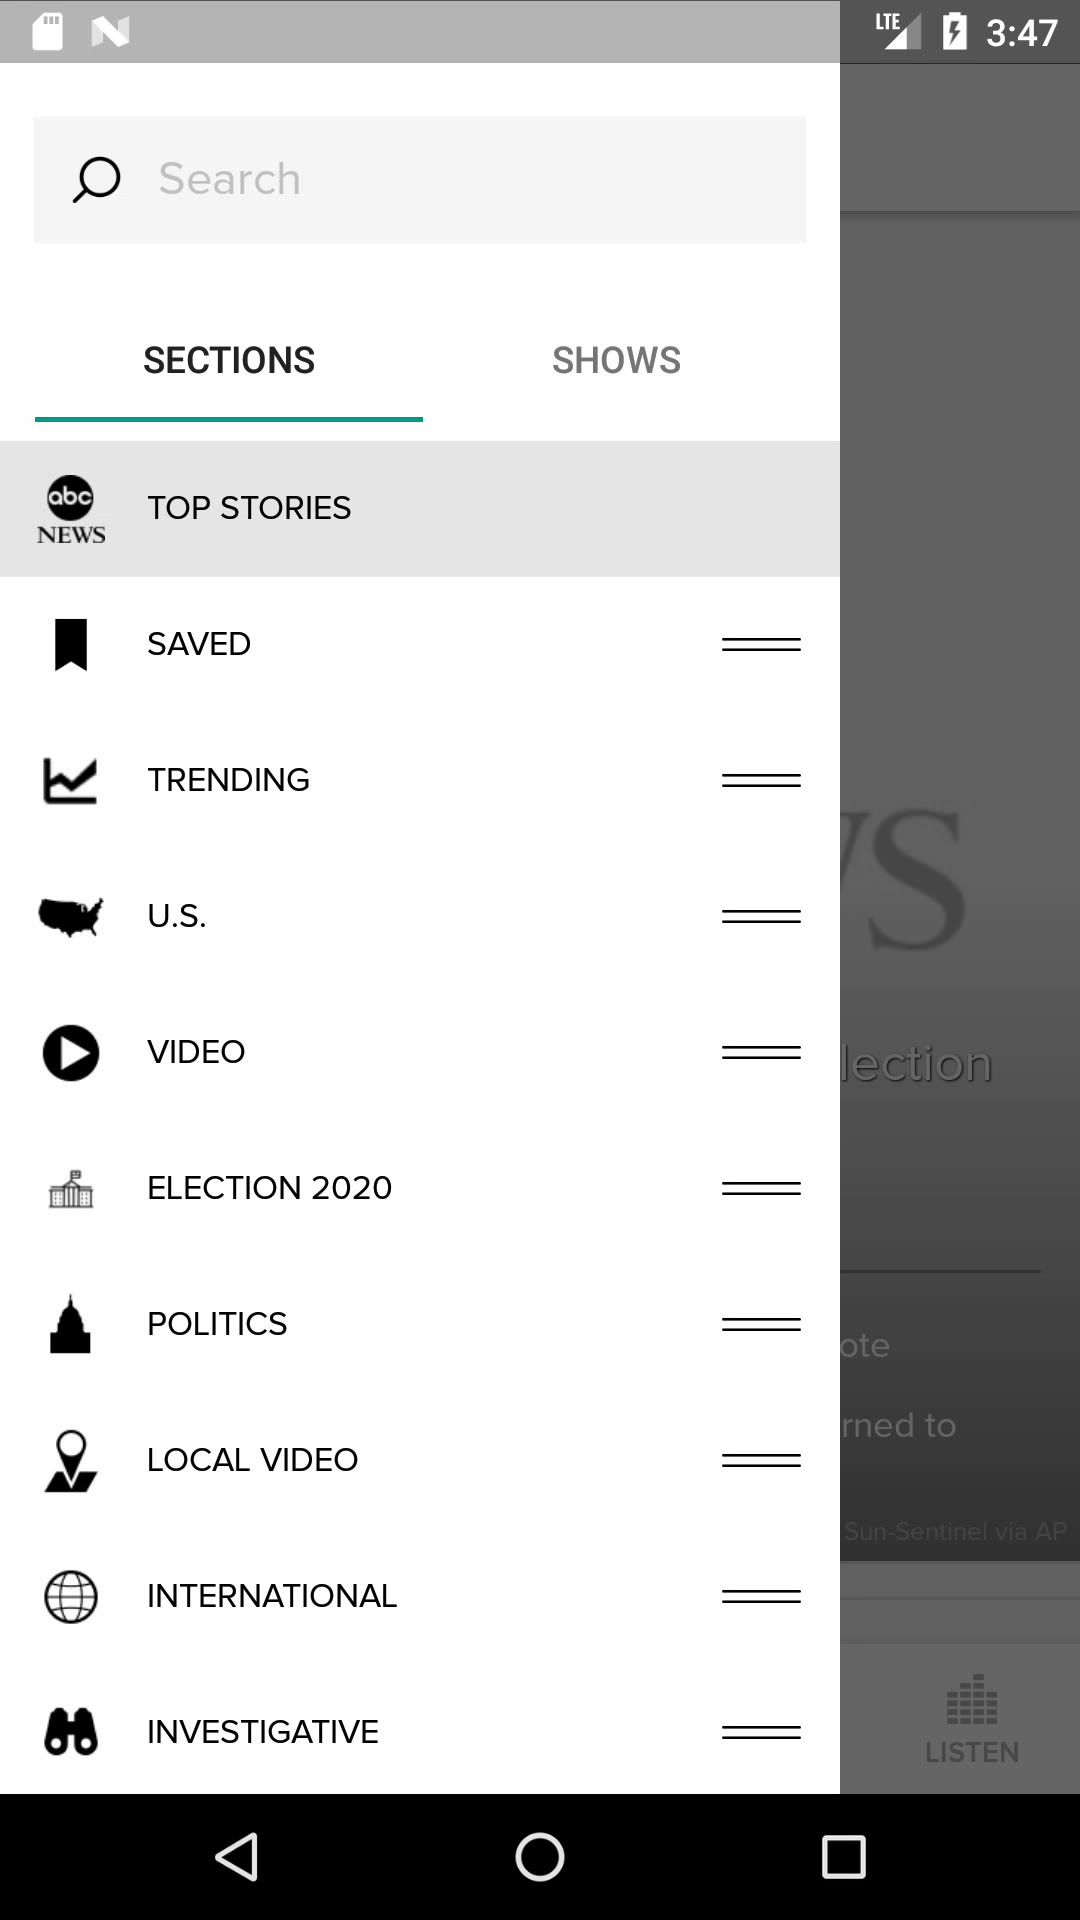 LTE 3:47
Search
SECTIONS SHOWS
abc NEWS TOP STORIES
SAVED
TRENDING
U.S.
VIDEO
lection
ELECTION 2020
POLITICS
ote
rned to
LOCAL VIDEO
Sun-Sentinel via AP
INTERNATIONAL
INVESTIGATIVE
LISTEN